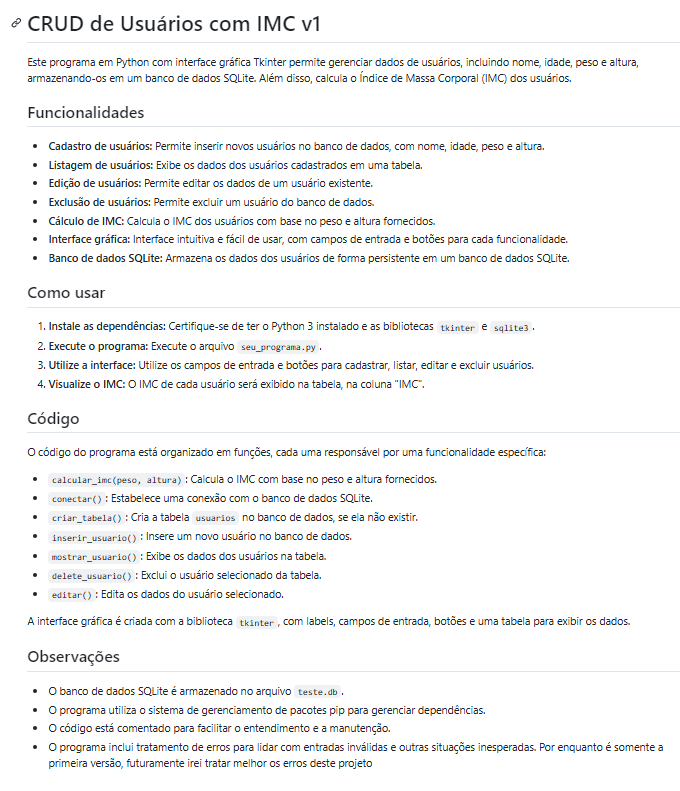 CRUD de Usuários com IMC v1
Este programa em Python com interface gráfica Tkinter permite gerenciar dados de usuários, incluindo nome, idade, peso e altura,
armazenando-os em um banco de dados SQLite. Além disso, calcula o Índice de Massa Corporal (IMC) dos usuários.
Funcionalidades
• Cadastro de usuários: Permite inserir novos usuários no banco de dados, com nome, idade, peso e altura.
• Listagem de usuários: Exibe os dados dos usuários cadastrados em uma tabela.
• Edição de usuários: Permite editar os dados de um usuário existente.
• Exclusão de usuários: Permite excluir um usuário do banco de dados.
• Cálculo de IMC: Calcula o IMC dos usuários com base no peso e altura fornecidos.
• Interface gráfica: Interface intuitiva e fácil de usar, com campos de entrada e botões para cada funcionalidade.
• Banco de dados SQLite: Armazena os dados dos usuários de forma persistente em um banco de dados SQLite.
Como usar
1. Instale as dependências: Certifique-se de ter o Python 3 instalado e as bibliotecas tkinter e sqlite3.
2. Execute o programa: Execute o arquivo seu_programa.py.
3. Utilize a interface: Utilize os campos de entrada e botões para cadastrar, listar, editar e excluir usuários.
4. Visualize o IMC: O IMC de cada usuário será exibido na tabela, na coluna "IMC".
Código
O código do programa está organizado em funções, cada uma responsável por uma funcionalidade específica:
• calcular_imc(peso, altura): Calcula o IMC com base no peso e altura fornecidos.
• conectar(): Estabelece uma conexão com o banco de dados SQLite.
• criar_tabela(): Cria a tabela usuarios no banco de dados, se ela não existir.
• inserir_usuario(): Insere um novo usuário no banco de dados.
• mostrar_usuario(): Exibe os dados dos usuários na tabela.
• delete_usuario(): Exclui o usuário selecionado da tabela.
• editar(): Edita os dados do usuário selecionado.
A interface gráfica é criada com a biblioteca tkinter, com labels, campos de entrada, botões e uma tabela para exibir os dados.
Observações
• O banco de dados SQLite é armazenado no arquivo teste.db.
• O programa utiliza o sistema de gerenciamento de pacotes pip para gerenciar dependências.
• O código está comentado para facilitar o entendimento e a manutenção.
• O programa inclui tratamento de erros para lidar com entradas inválidas e outras situações inesperadas. Por enquanto é somente a
primeira versão, futuramente irei tratar melhor os erros deste projeto